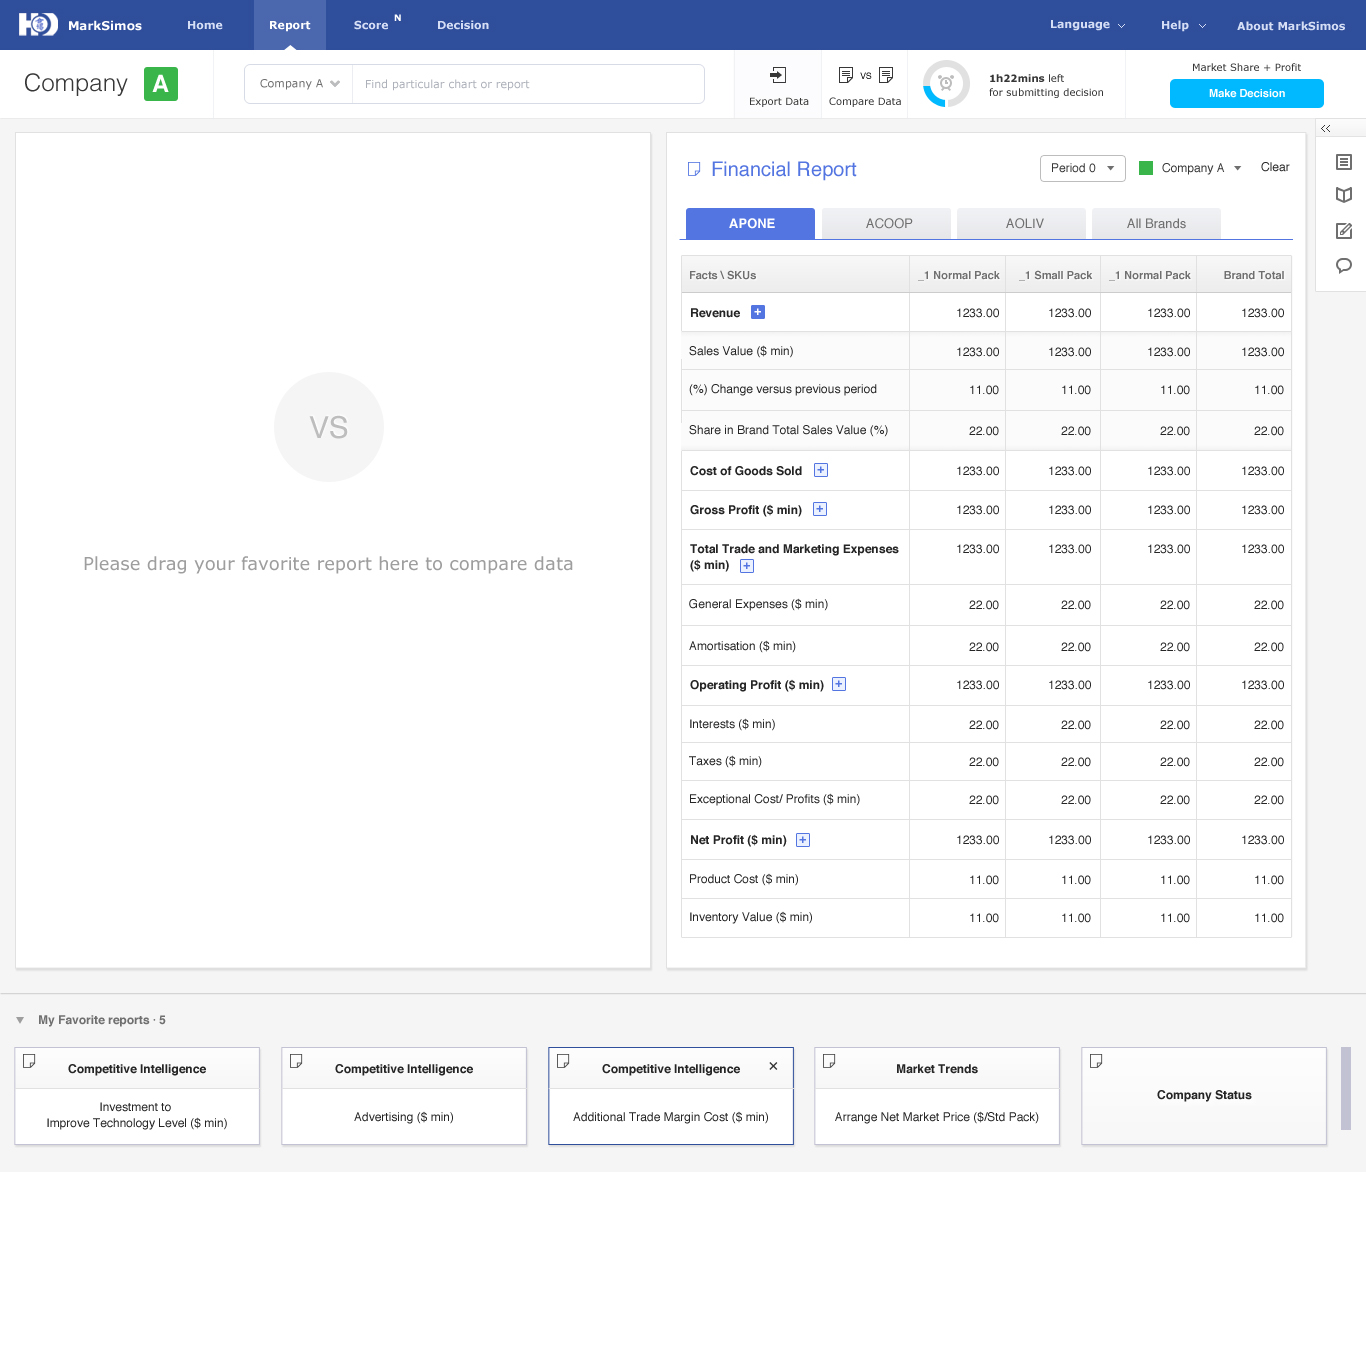 MarkSimos
Home
Report
Score N
Decision
Language
Help
About MarkSimos
Company A
Company A
Find particular chart or report
Export Data
vs
Compare Data
1h22mins left
for submitting decision
Market Share + Profit
Make Decision
VS
Please drag your favorite report here to compare data
Financial Report
Period 0
Company A
Clear
APONE
ACOOP
AOLIV
All Brands
Facts \ SKUs _1 Normal Pack _1 Small Pack _1 Normal Pack Brand Total
Revenue + 1233.00 1233.00 1233.00 1233.00
Sales Value ($ min) 1233.00 1233.00 1233.00 1233.00
(%) Change versus previous period 11.00 11.00 11.00 11.00
Share in Brand Total Sales Value (%) 22.00 22.00 22.00 22.00
Cost of Goods Sold + 1233.00 1233.00 1233.00 1233.00
Gross Profit ($ min) + 1233.00 1233.00 1233.00 1233.00
Total Trade and Marketing Expenses 1233.00 1233.00 1233.00 1233.00
($ min) +
General Expenses ($ min) 22.00 22.00 22.00 22.00
Amortisation ($ min) 22.00 22.00 22.00 22.00
Operating Profit ($ min) + 1233.00 1233.00 1233.00 1233.00
Interests ($ min) 22.00 22.00 22.00 22.00
Taxes ($ min) 22.00 22.00 22.00 22.00
Exceptional Cost/ Profits ($ min) 22.00 22.00 22.00 22.00
Net Profit ($ min) + 1233.00 1233.00 1233.00 1233.00
Product Cost ($ min) 11.00 11.00 11.00 11.00
Inventory Value ($ min) 11.00 11.00 11.00 11.00
My Favorite reports · 5
Competitive Intelligence
Investment to
Improve Technology Level ($ min)
Competitive Intelligence
Advertising ($ min)
Competitive Intelligence ×
Additional Trade Margin Cost ($ min)
Market Trends
Arrange Net Market Price ($/Std Pack)
Company Status